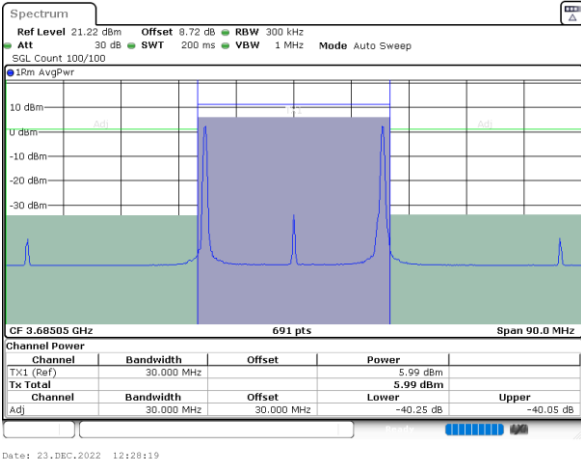 Spectrum
Ref Level 21.22 dBm Offset 8.72 dB RBW 300 kHz
Att 30 dB SWT 200 ms VBW 1 MHz Mode Auto Sweep
SGL Count 100/100
1Rm AvgPwr
10 dBm
Adj Adj
0 dBm
-10 dBm
-20 dBm
-30 dBm
CF 3.68505 GHz 691 pts Span 90.0 MHz
Channel Power
Channel Bandwidth Offset Power
TX1 (Ref) 30.000 MHz 5.99 dBm
Tx Total 5.99 dBm
Channel Bandwidth Offset Lower Upper
Adj 30.000 MHz 30.000 MHz -40.25 dB -40.05 dB
Ready
Date: 23.DEC.2022 12:28:19